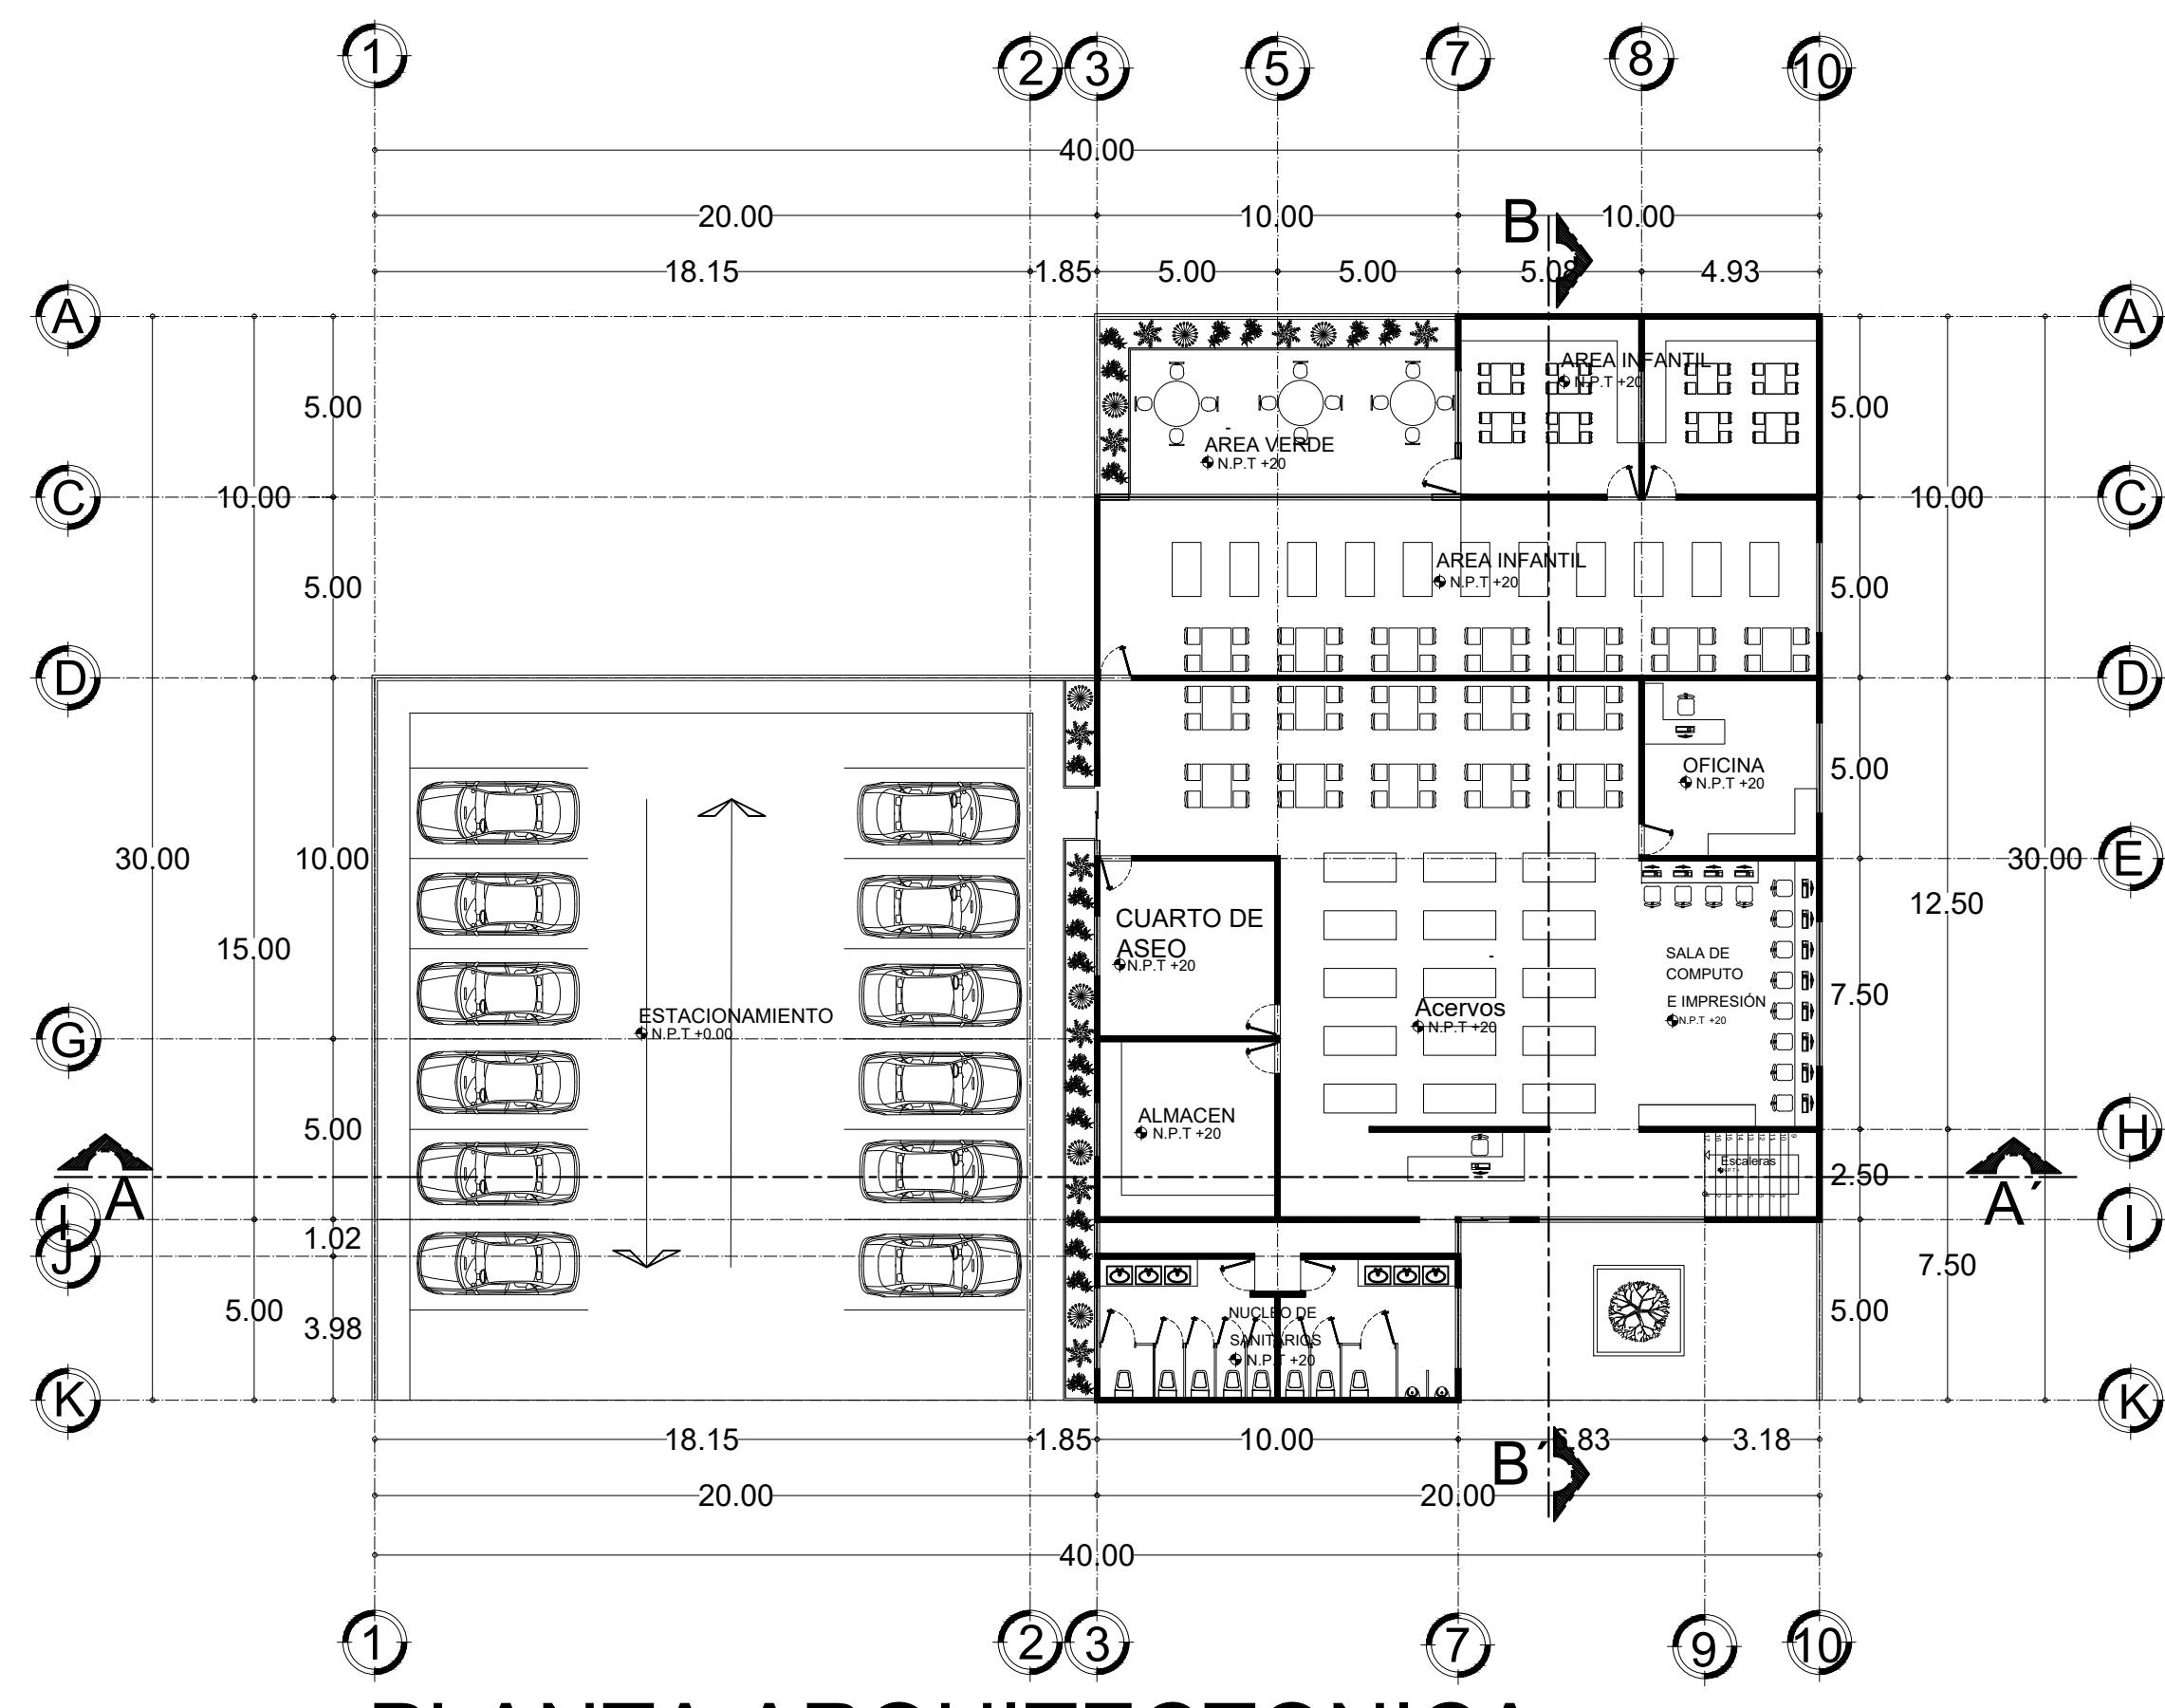 1 2 3 5 7 8 10
40.00
20.00 10.00 B 10.00
18.15 1.85 5.00 5.00 5.08 4.93
A A
AREA INFANTIL
N.P.T +20
5.00 5.00
AREA VERDE
N.P.T +20
C 10.00 10.00 C
AREA INFANTIL
N.P.T +20
5.00 5.00
D D
OFICINA
N.P.T +20
5.00
30.00 10.00 30.00 E
12.50
CUARTO DE
ASEO
N.P.T +20
15.00
SALA DE
COMPUTO
E IMPRESIÓN
N.P.T +20
7.50
Acervos
N.P.T +20
ESTACIONAMIENTO
N.P.T +0.00
G
ALMACEN
N.P.T +20
5.00 H
Escaleras
2.50
A A´
I I
1.02
J
7.50
NUCLEO DE
SANITARIOS
N.P.T +20
5.00 3.98 5.00
K K
18.15 1.85 10.00 B´ 3.18
20.00 20.00
40.00
1 2 3 7 9 10
PLANTA ARQUITECTONICA